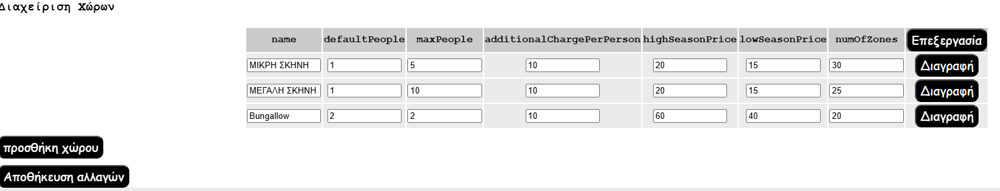 Διαχείριση Χώρων
name defaultPeople maxPeople additionalChargePerPerson highSeasonPrice lowSeasonPrice numOfZones Επεξεργασία
ΜΙΚΡΗ ΣΚΗΝΗ 1 5 10 20 15 30 Διαγραφή
ΜΕΓΑΛΗ ΣΚΗΝΗ 1 10 10 20 15 25 Διαγραφή
Bungallow 2 2 10 60 40 20 Διαγραφή
προσθήκη χώρου
Αποθήκευση αλλαγών